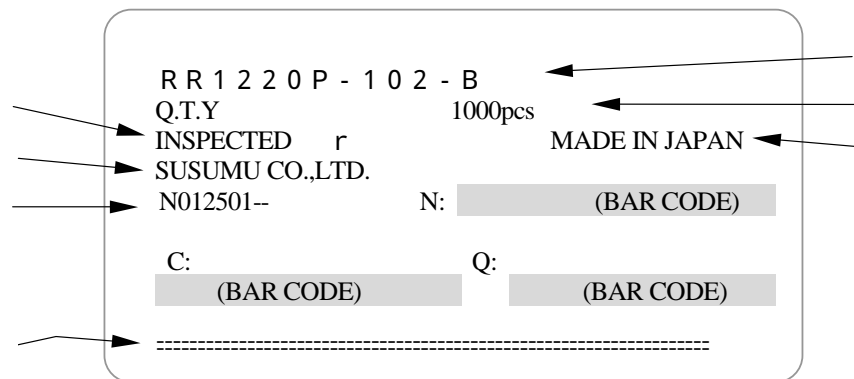 RR1220P-102-B
Q.T.Y 1000pcs
INSPECTED r MADE IN JAPAN
SUSUMU CO.,LTD.
N012501-- N: (BAR CODE)
C: Q:
(BAR CODE) (BAR CODE)